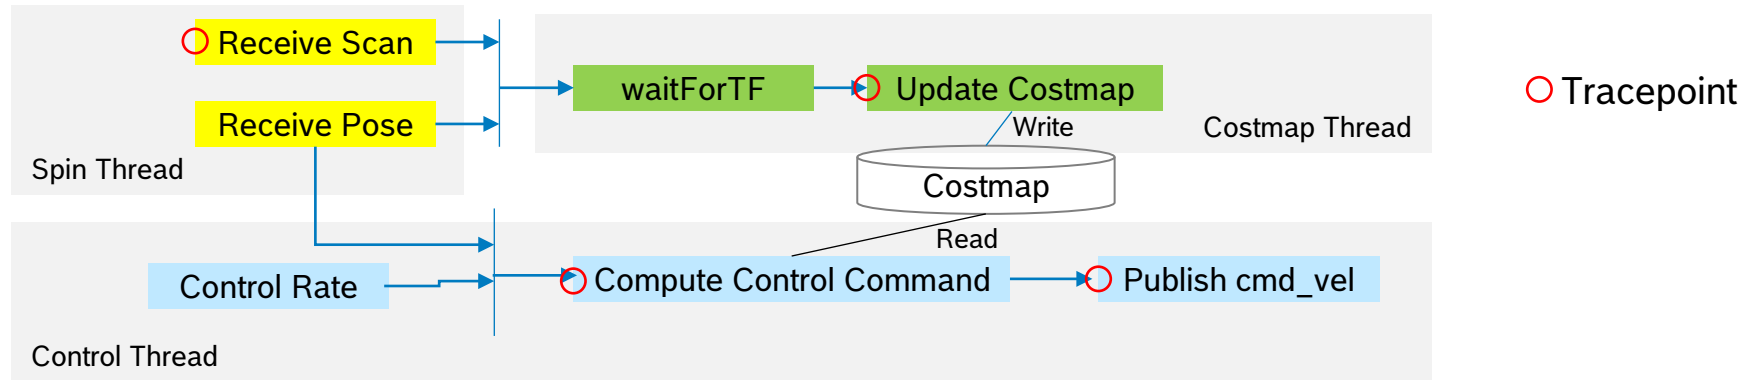 Receive Scan
Receive Pose
Spin Thread
waitForTF
Update Costmap
Write
Costmap Thread
Tracepoint
Costmap
Read
Control Rate
Compute Control Command
Publish cmd_vel
Control Thread